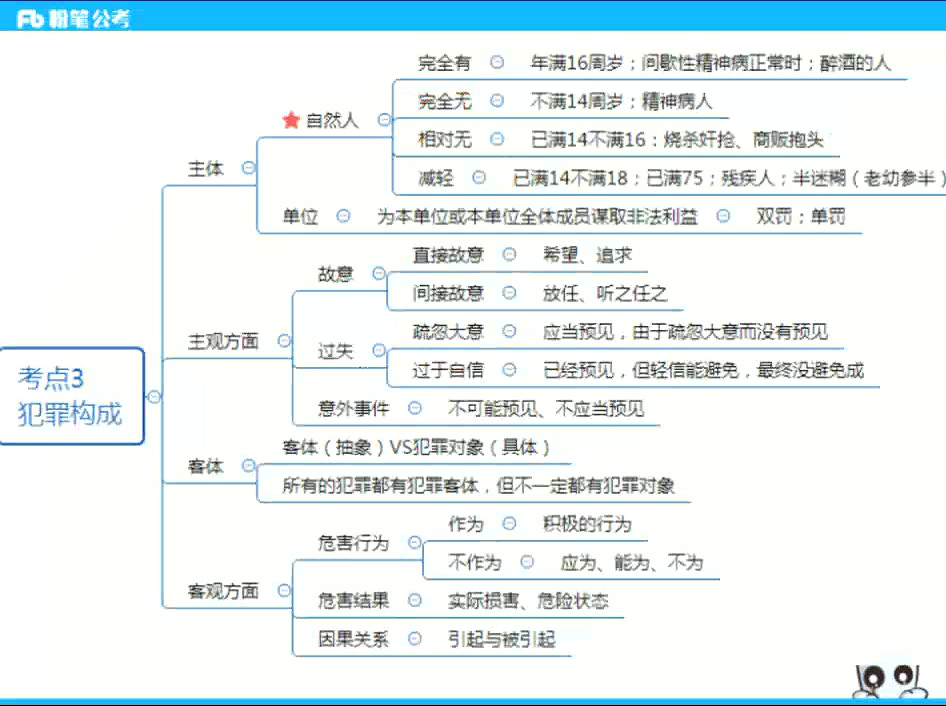 Fb 粉笔公考
完全有 年满16周岁；间歇性精神病正常时；醉酒的人
完全无 不满14周岁；精神病人
自然人
相对无 已满14不满16：烧杀奸抢、商贩抱头
主体
减轻 已满14不满18；已满75；残疾人；半迷糊（老幼参半）
单位 为本单位或本单位全体成员谋取非法利益 双罚；单罚
直接故意 希望、追求
故意
间接故意 放任、听之任之
疏忽大意 应当预见，由于疏忽大意而没有预见
主观方面
过失
过于自信 已经预见，但轻信能避免，最终没避免成
考点3
犯罪构成
意外事件 不可能预见、不应当预见
客体（抽象）VS犯罪对象（具体）
客体
所有的犯罪都有犯罪客体，但不一定都有犯罪对象
作为 积极的行为
危害行为
不作为 应为、能为、不为
客观方面
危害结果 实际损害、危险状态
因果关系 引起与被引起